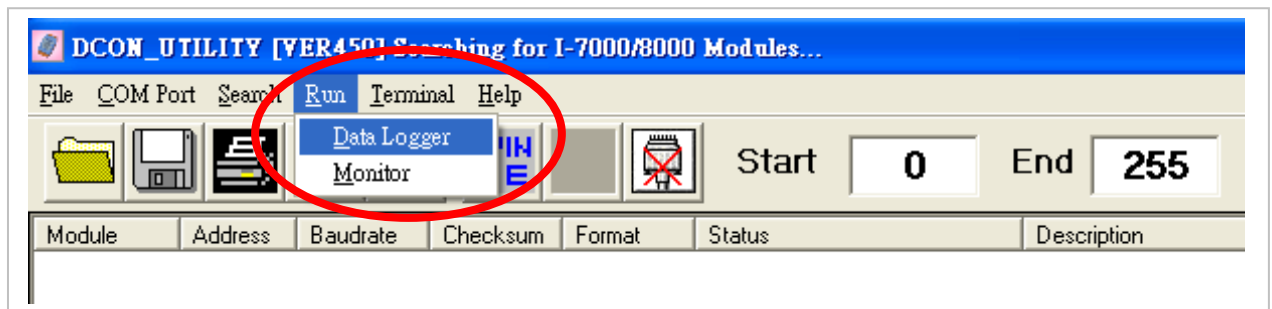 DCON_UTILITY [VER450] Searching for I-7000/8000 Modules...
File COM Port Search Run Terminal Help
Data Logger
Monitor
Start 0 End 255
Module Address Baudrate Checksum Format Status Description